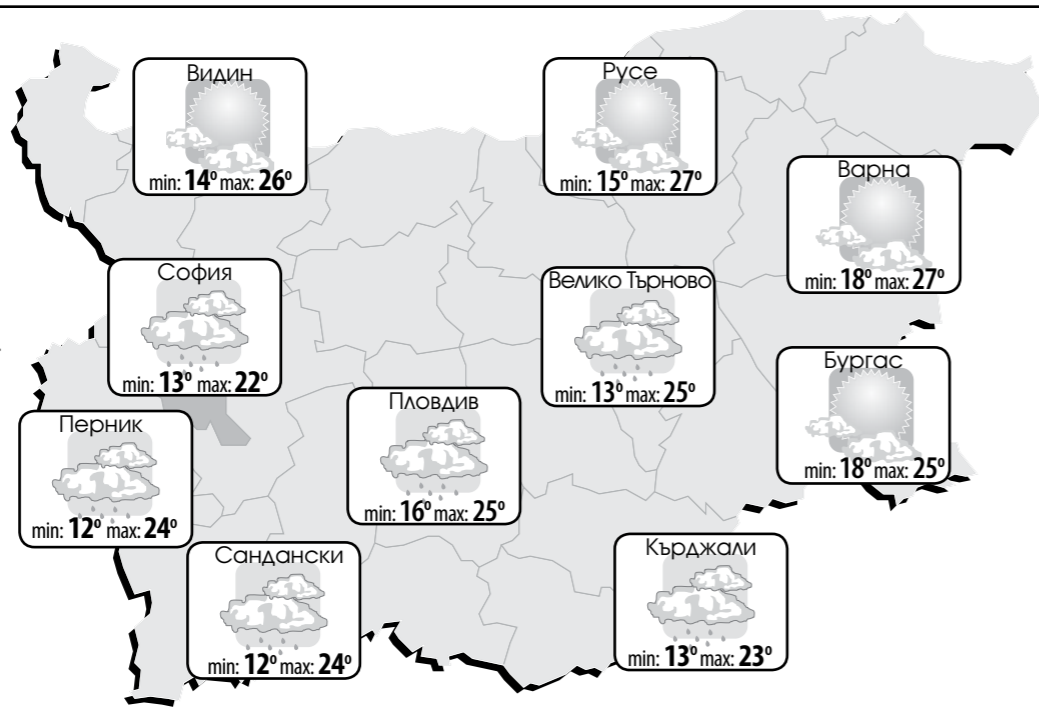 Видин
min: 14º max: 26º
Русе
min: 15º max: 27º
Варна
min: 18º max: 27º
София
min: 13º max: 22º
Велико Търново
min: 13º max: 25º
Бургас
min: 18º max: 25º
Перник
min: 12º max: 24º
Пловдив
min: 16º max: 25º
Сандански
min: 12º max: 24º
Кърджали
min: 13º max: 23º